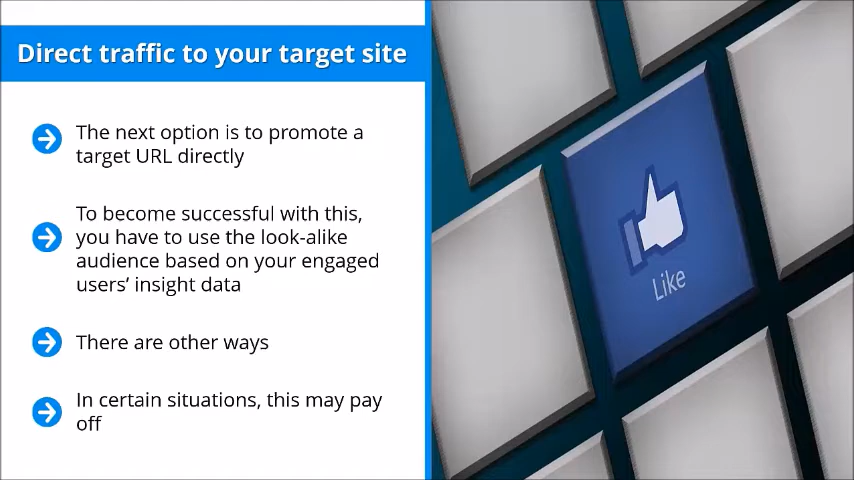 Direct traffic to your target site
The next option is to promote a
target URL directly
To become successful with this,
you have to use the look-alike
audience based on your engaged
users‘ insight data
There are other ways
In certain situations, this may pay
off
Like